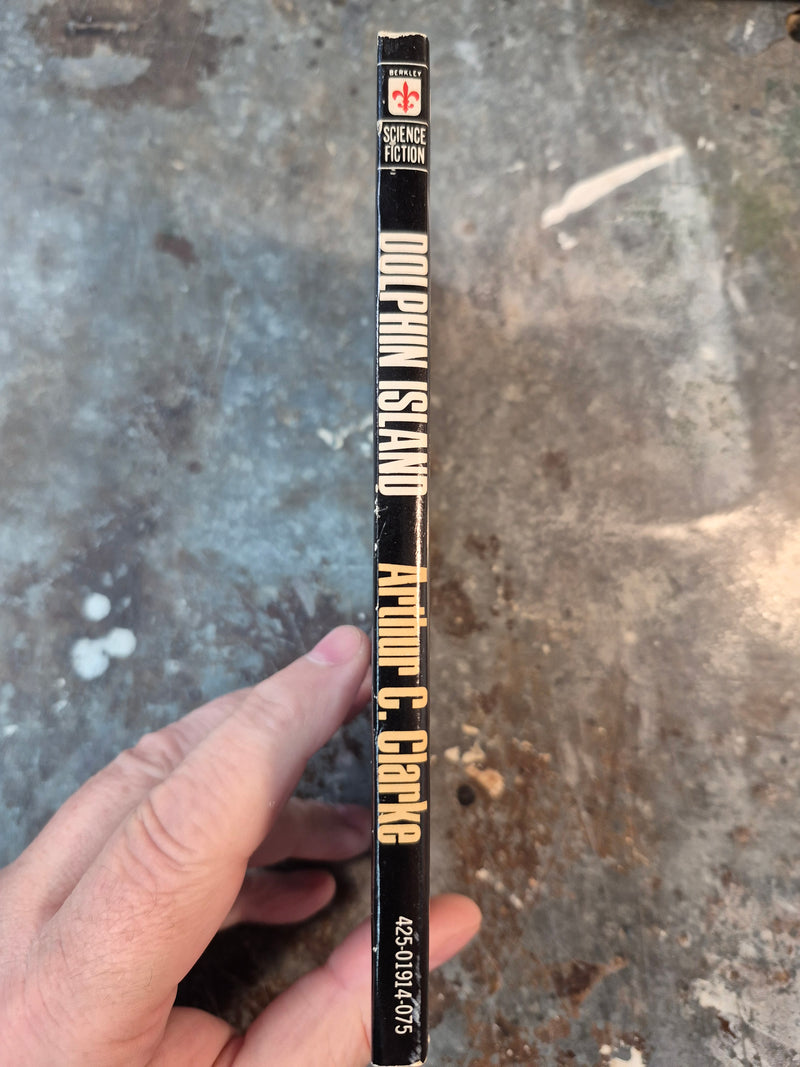 BERKLEY
SCIENCE
FICTION
DOLPHIN ISLAND Arthur C. Clarke
425-01914-075